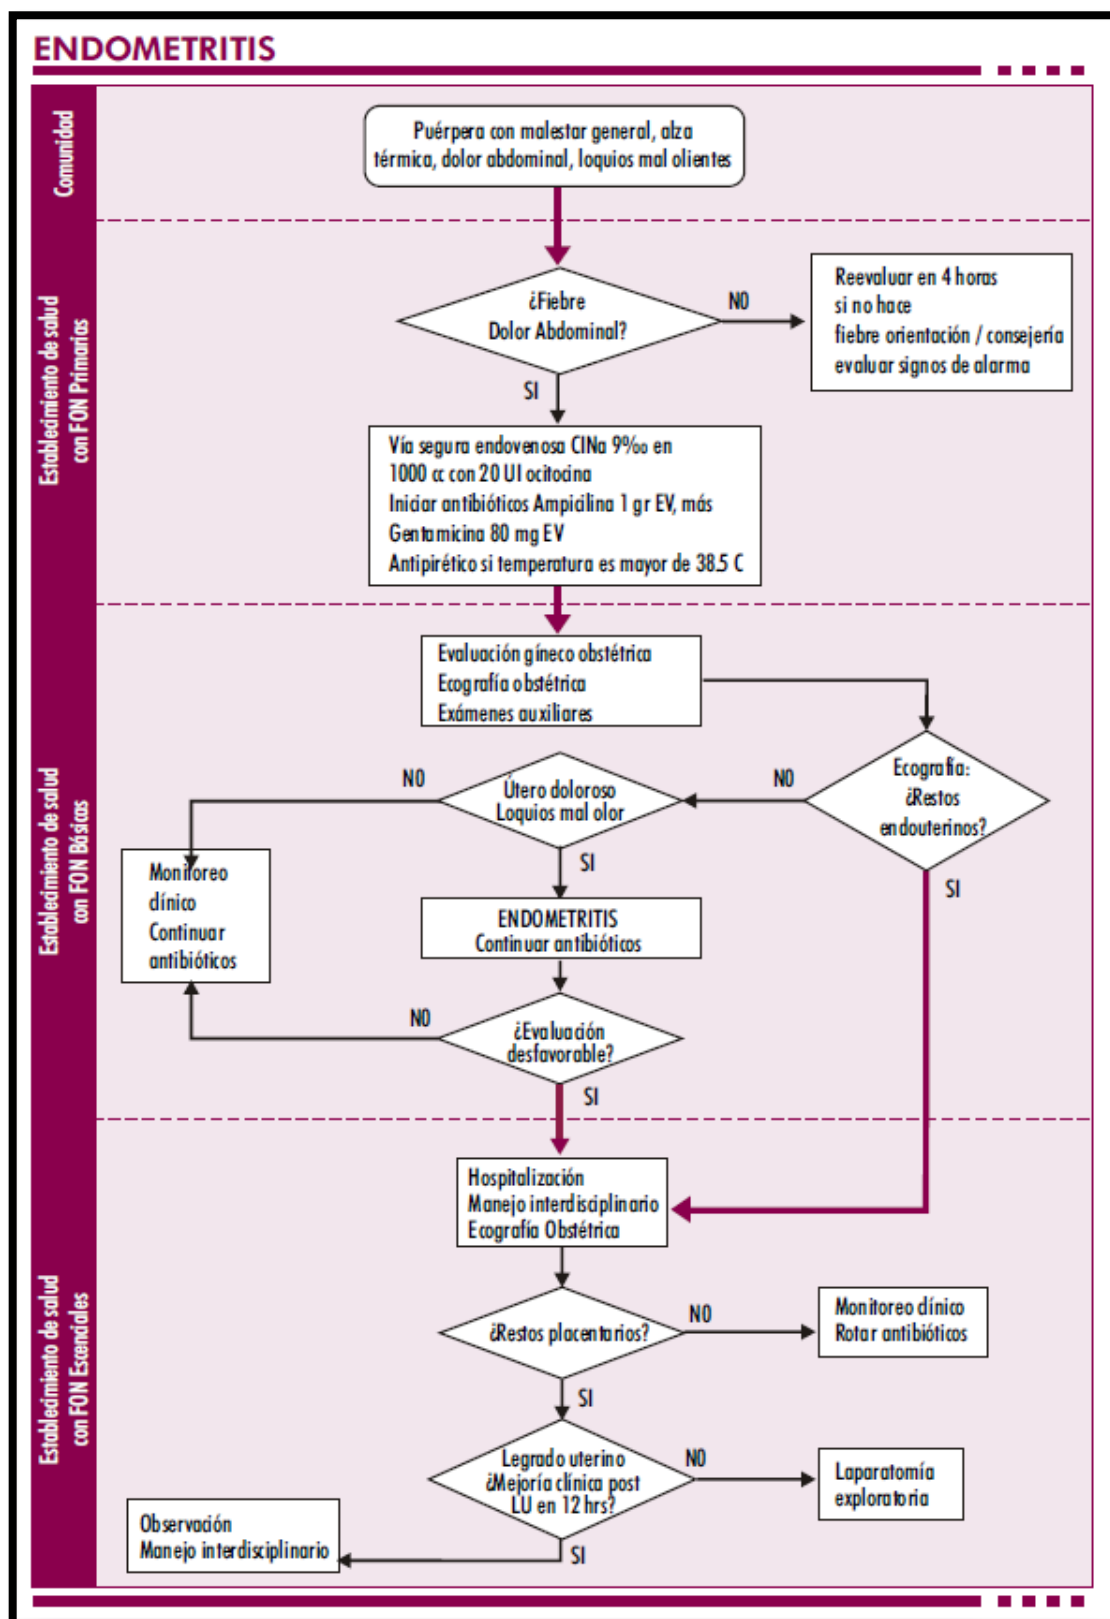 ENDOMETRITIS
Comunidad
Puérpera con malestar general, alza
térmica, dolor abdominal, loquios mal olientes
Establecimiento de salud
con FON Primarias
¿Fiebre
Dolor Abdominal?
NO
Reevaluar en 4 horas
si no hace
fiebre orientación / consejería
evaluar signos de alarma
SI
Vía segura endovenosa ClNa 9‰ en
1000 cc con 20 UI ocitocina
Iniciar antibióticos Ampicilina 1 gr EV, más
Gentamicina 80 mg EV
Antipirético si temperatura es mayor de 38.5 C
Establecimiento de salud
con FON Básicas
Evaluación gíneco obstétrica
Ecografía obstétrica
Exámenes auxiliares
Ecografía:
¿Restos
endouterinos?
NO
SI
Útero doloroso
Loquios mal olor
NO
SI
Monitoreo
clínico
Continuar
antibióticos
ENDOMETRITIS
Continuar antibióticos
¿Evaluación
desfavorable?
NO
SI
Establecimiento de salud
con FON Escenciales
Hospitalización
Manejo interdisciplinario
Ecografía Obstétrica
¿Restos placentarios?
NO
Monitoreo clínico
Rotar antibióticos
SI
Legrado uterino
¿Mejoría clínica post
LU en 12 hrs?
NO
Laparatomía
exploratoria
SI
Observación
Manejo interdisciplinario